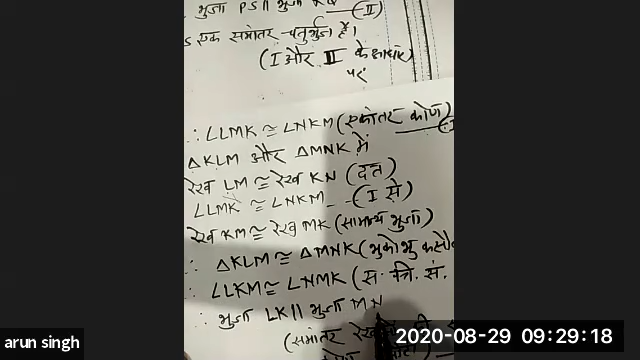 भुजा PS || भुजा
S एक समांतर चतुर्भुज है।
(I और II के आधार
पर
∴ ∠LMK ≅ ∠NKM (एकांतर कोण)
ΔKLM और ΔMNK में
रेख LM ≅ रेख KN (दत्त)
∠LMK ≅ ∠NKM --- (I से)
रेख KM ≅ रेख MK (सामान्य भुजा)
∴ ΔKLM ≅ ΔMNK (भुकोभु कसौ
∴ ∠LKM ≅ ∠NMK (स. त्रि. सं.
∴ भुजा LK || भुजा MN
(समांतर
arun singh
2020-08-29 09:29:18